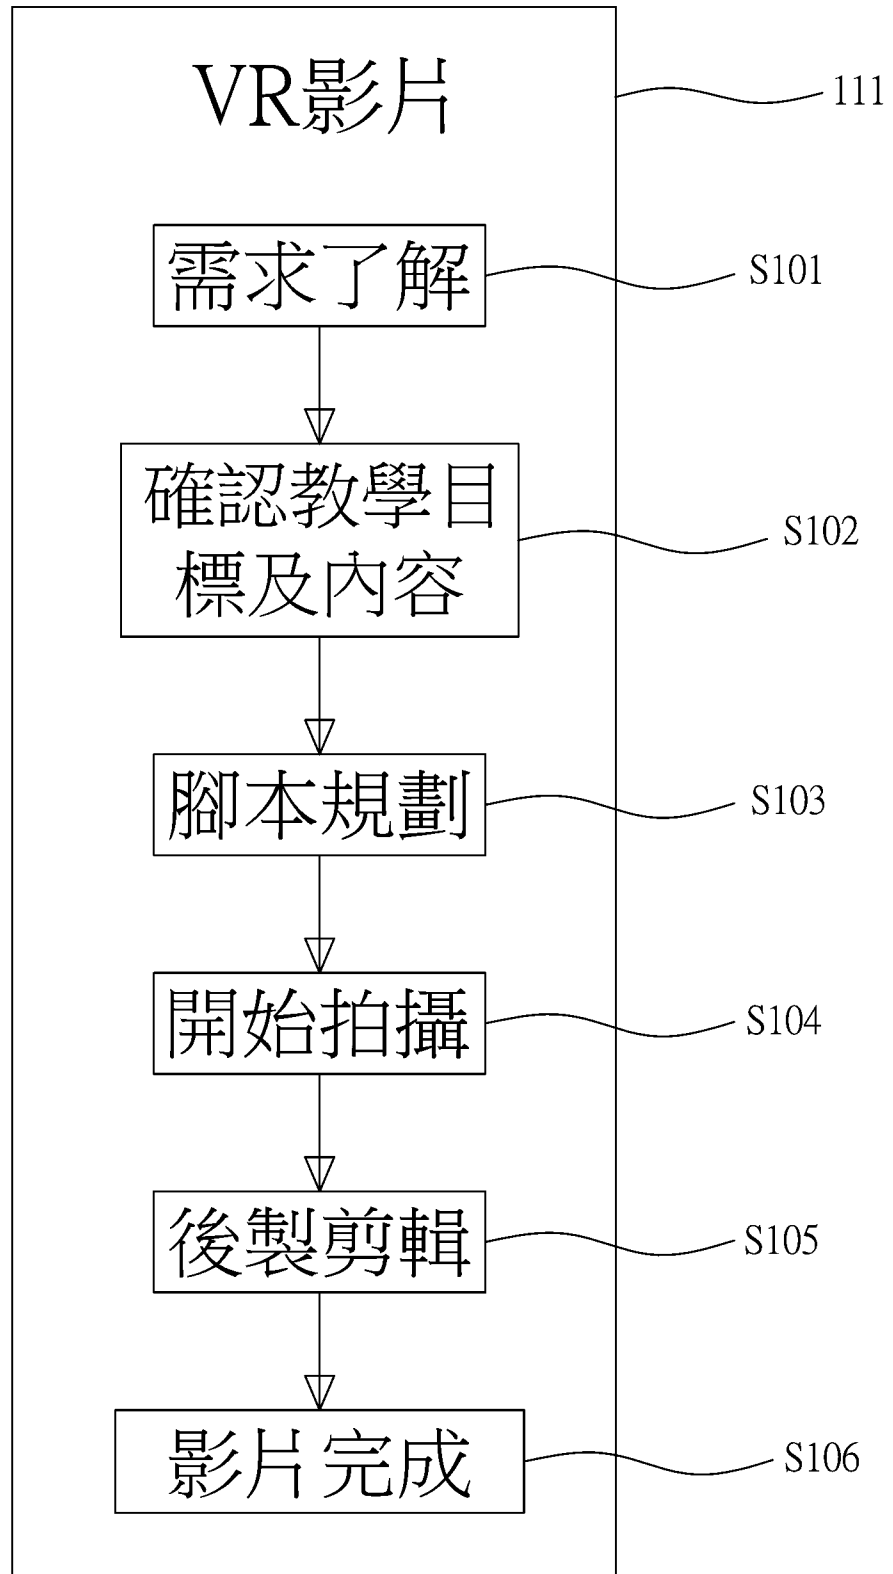 VR影片
111
需求了解
S101
確認教學目
標及內容
S102
腳本規劃
S103
開始拍攝
S104
後製剪輯
S105
影片完成
S106